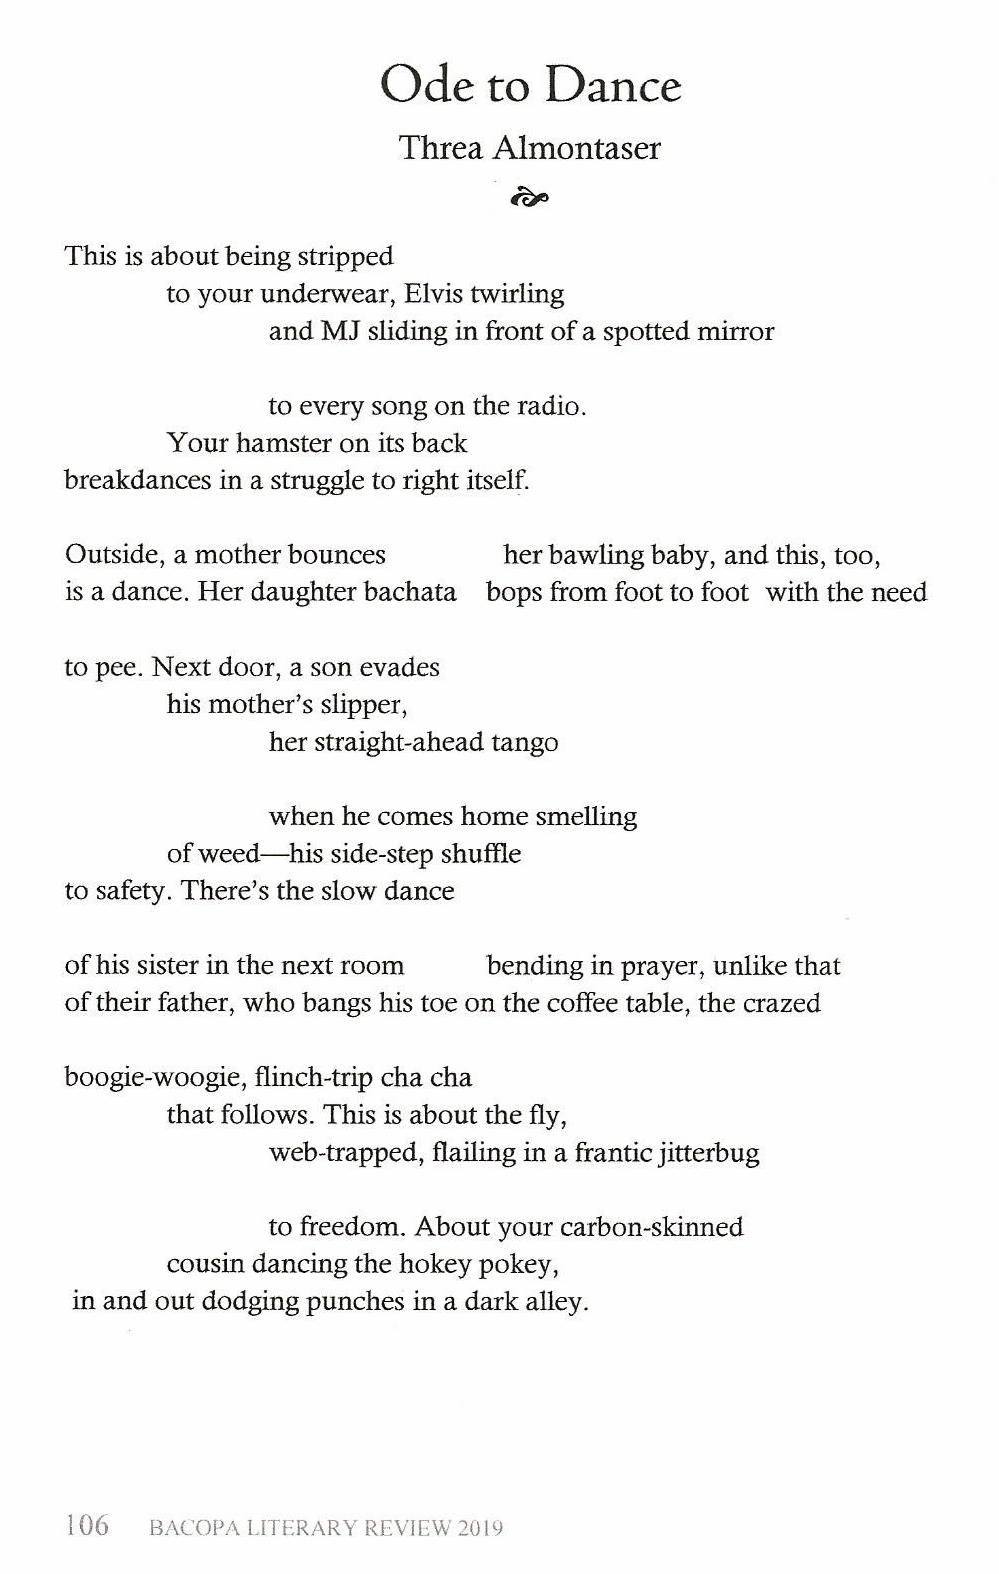 Ode to Dance
Threa Almontaser
This is about being stripped
to your underwear, Elvis twirling
and MJ sliding in front of a spotted mirror
to every song on the radio.
Your hamster on its back
breakdances in a struggle to right itself.
Outside, a mother bounces her bawling baby, and this, too,
is a dance. Her daughter bachata bops from foot to foot with the need
to pee. Next door, a son evades
his mother's slipper,
her straight-ahead tango
when he comes home smelling
of weed—his side-step shuffle
to safety. There's the slow dance
of his sister in the next room bending in prayer, unlike that
of their father, who bangs his toe on the coffee table, the crazed
boogie-woogie, flinch-trip cha cha
that follows. This is about the fly,
web-trapped, flailing in a frantic jitterbug
to freedom. About your carbon-skinned
cousin dancing the hokey pokey,
in and out dodging punches in a dark alley.
106 BACOPA LITERARY REVIEW 2019